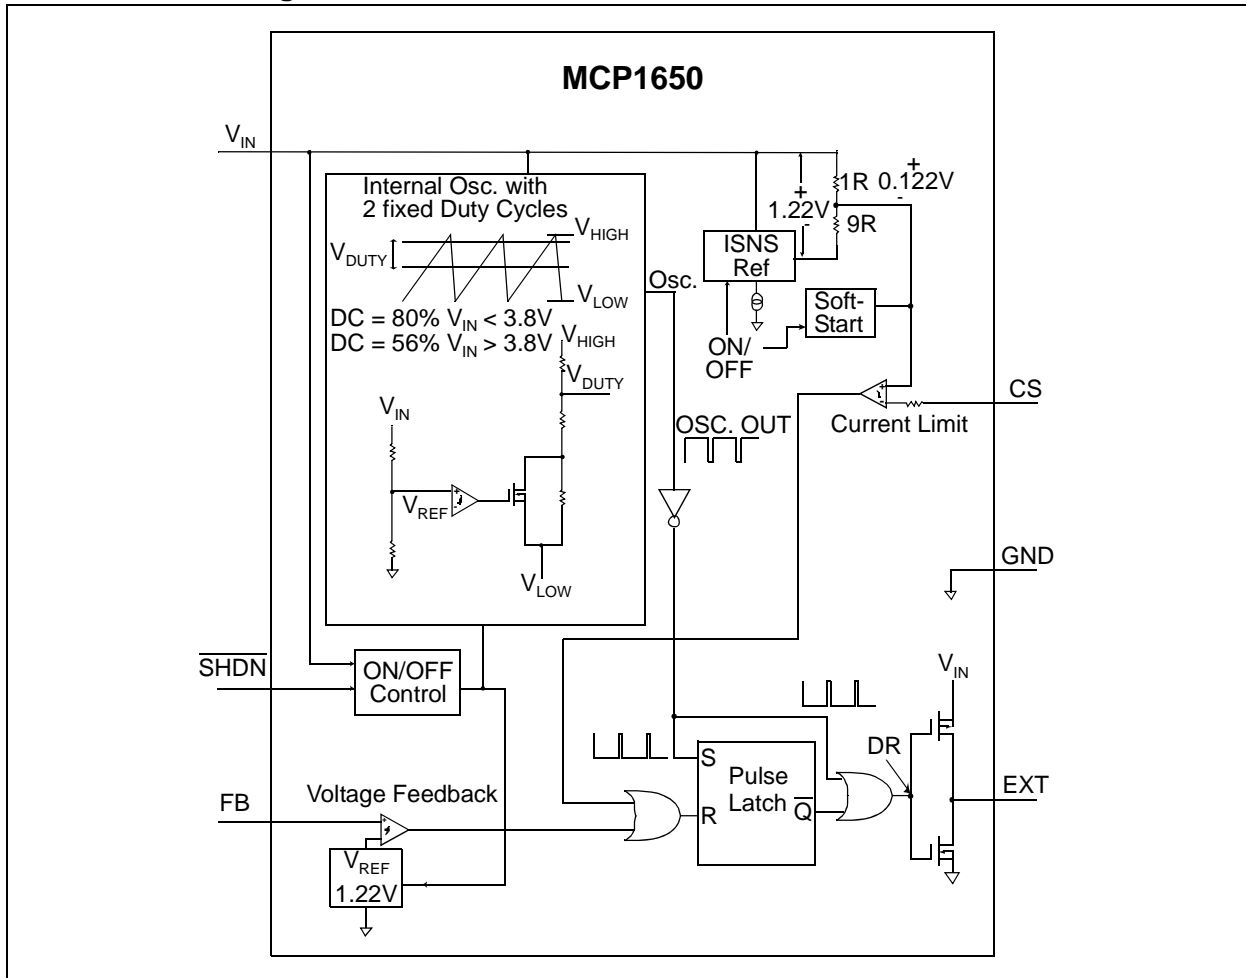 MCP1650
V_IN
Internal Osc. with
2 fixed Duty Cycles
V_HIGH
V_DUTY
V_LOW
DC = 80% V_IN < 3.8V
DC = 56% V_IN > 3.8V
V_HIGH
V_DUTY
V_IN
V_REF
+
-
V_LOW
Osc.
+
1R 0.122V
-
+
1.22V
-
9R
ISNS
Ref
Soft-
Start
ON/
OFF
+
-
CS
Current Limit
OSC. OUT
GND
SHDN
ON/OFF
Control
V_IN
DR
S
Pulse
Latch
R
Q
EXT
Voltage Feedback
FB
+
-
V_REF
1.22V